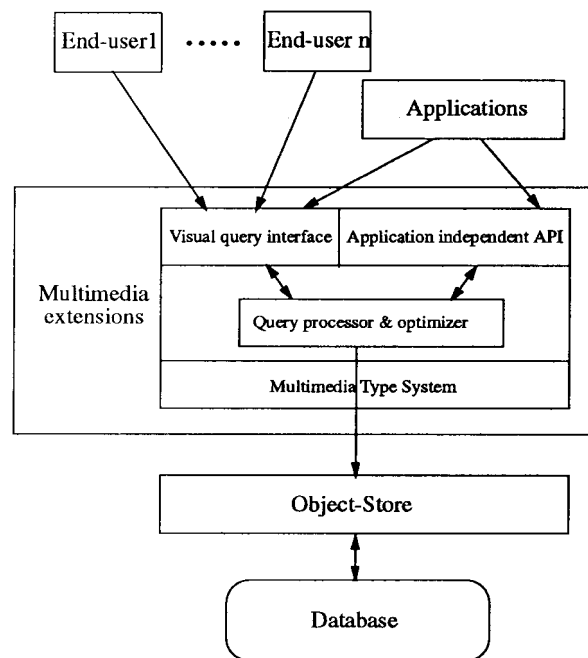 End-user1 ..... End-user n
Applications
Visual query interface
Application independent API
Multimedia
extensions
Query processor & optimizer
Multimedia Type System
Object-Store
Database